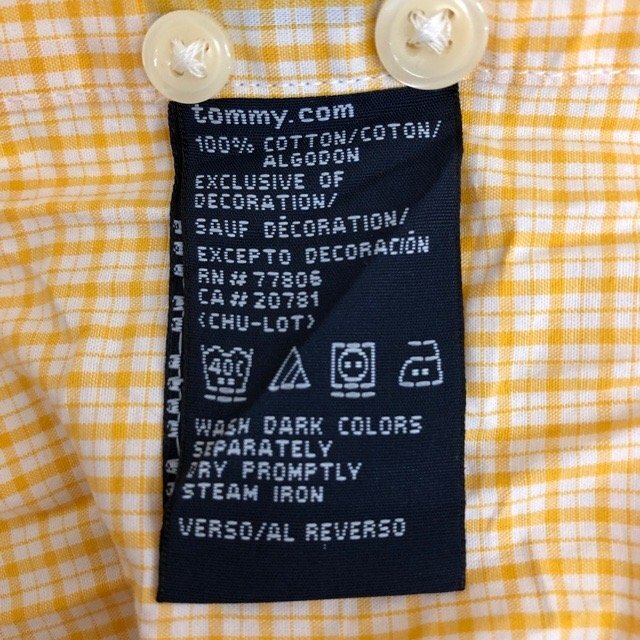 tommy.com
100% COTTON/COTON/
ALGODON
EXCLUSIVE OF
DECORATION/
SAUF DÉCORATION/
EXCEPTO DECORACIÓN
RN# 77806
CA# 20781
(CHU-LOT)
40C
WASH DARK COLORS
SEPARATELY
DRY PROMPTLY
STEAM IRON
VERSO/AL REVERSO